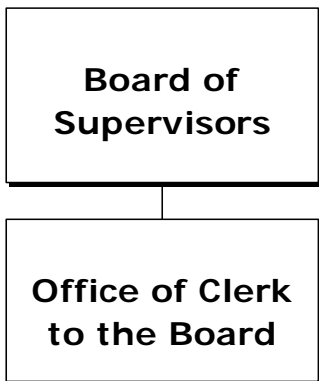 Board of
Supervisors
Office of Clerk
to the Board